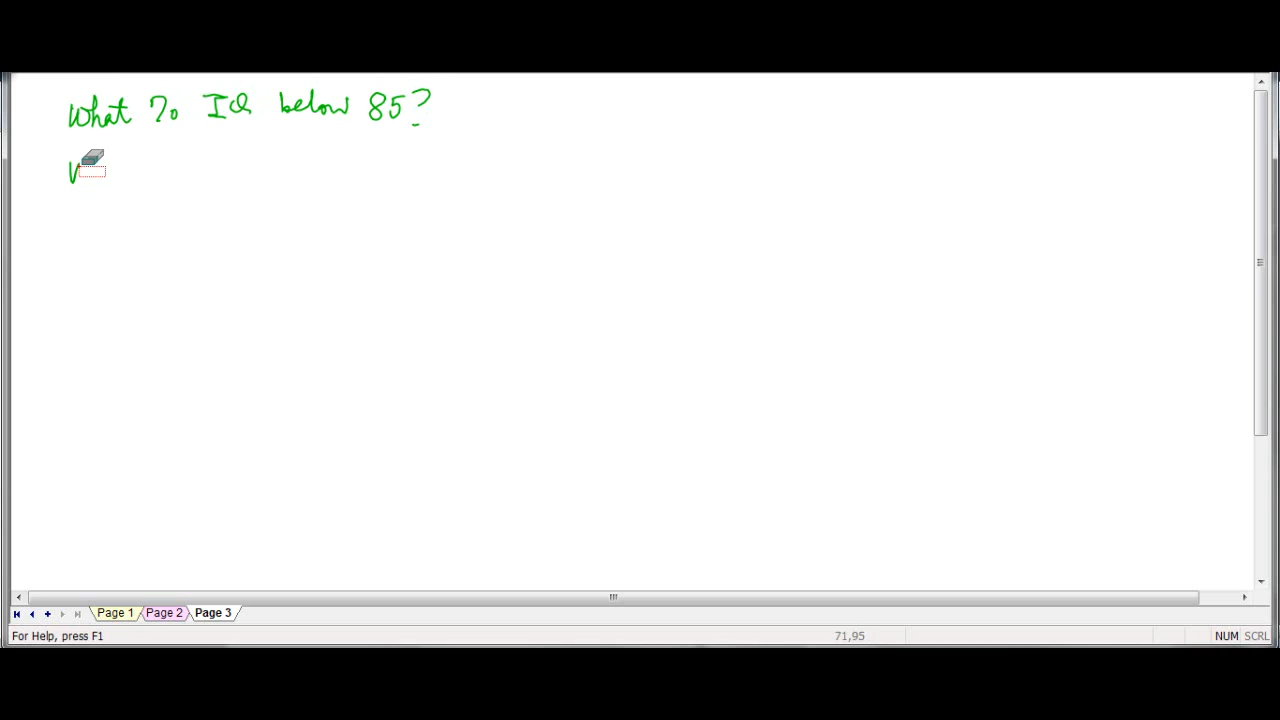 What % IQ below 85?
W
Page 1 Page 2 Page 3
For Help, press F1 71,95 NUM SCRL